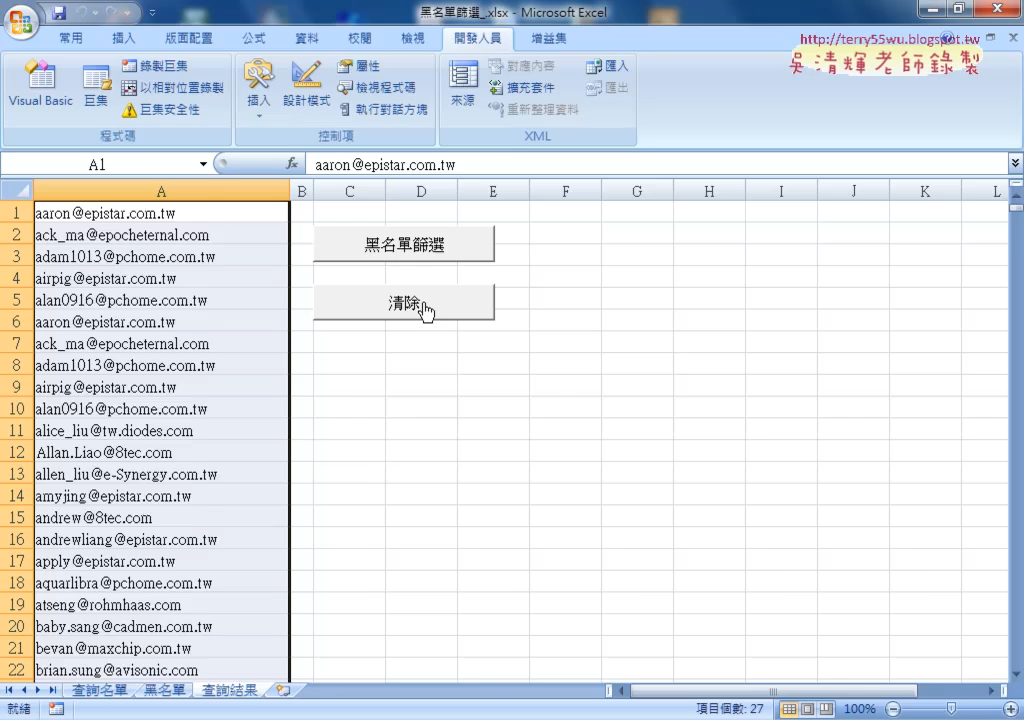 黑名單篩選_.xlsx - Microsoft Excel
常用 插入 版面配置 公式 資料 校閱 檢視 開發人員 增益集
http://terry55wu.blogspot.tw
吳清輝老師錄製
Visual Basic 巨集 錄製巨集 以相對位置錄製 巨集安全性
插入 設計模式 屬性 檢視程式碼 執行對話方塊
來源 對應內容 擴充套件 重新整理資料 匯入 匯出
程式碼 控制項 XML
A1 fx aaron@epistar.com.tw
A B C D E F G H I J K L
1 aaron@epistar.com.tw
2 ack_ma@epocheternal.com
黑名單篩選
3 adam1013@pchome.com.tw
4 airpig@epistar.com.tw
5 alan0916@pchome.com.tw
清除
6 aaron@epistar.com.tw
7 ack_ma@epocheternal.com
8 adam1013@pchome.com.tw
9 airpig@epistar.com.tw
10 alan0916@pchome.com.tw
11 alice_liu@tw.diodes.com
12 Allan.Liao@8tec.com
13 allen_liu@e-Synergy.com.tw
14 amyjing@epistar.com.tw
15 andrew@8tec.com
16 andrewliang@epistar.com.tw
17 apply@epistar.com.tw
18 aquarlibra@pchome.com.tw
19 atseng@rohmhaas.com
20 baby.sang@cadmen.com.tw
21 bevan@maxchip.com.tw
22 brian.sung@avisonic.com
查詢名單 黑名單 查詢結果
就緒 項目個數: 27 100%